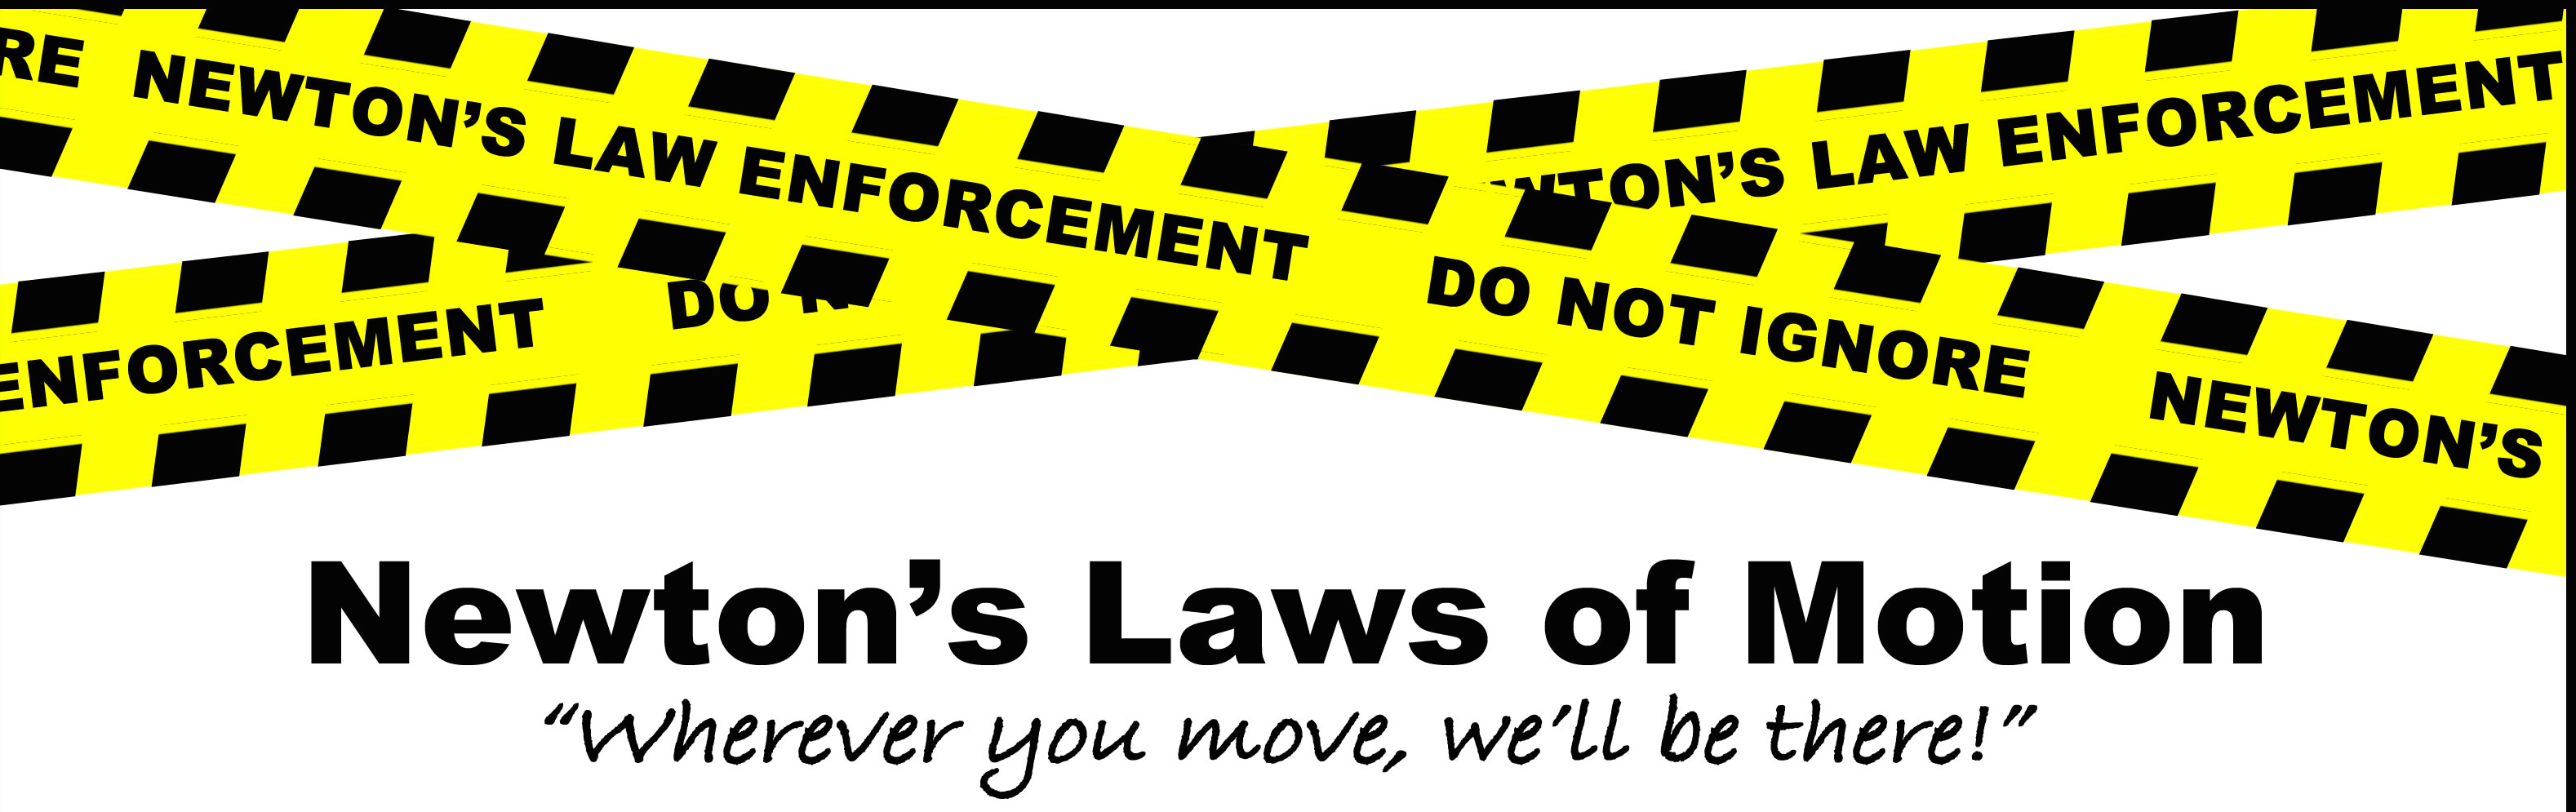 RE NEWTON’S LAW ENFORCEMENT DO NOT IGNORE NEWTON’S
TON’S LAW ENFORCEMENT
ENFORCEMENT DO
Newton’s Laws of Motion
“Wherever you move, we’ll be there!”